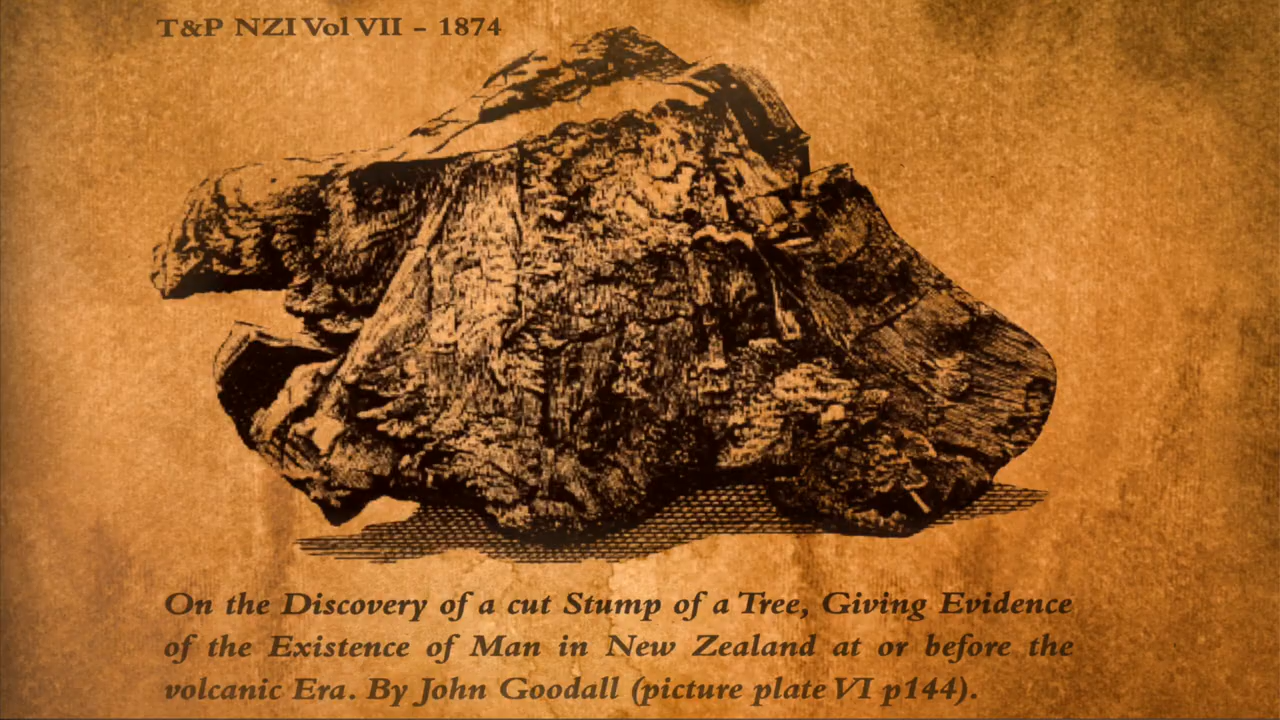 T&P NZI Vol VII - 1874
On the Discovery of a cut Stump of a Tree, Giving Evidence
of the Existence of Man in New Zealand at or before the
volcanic Era. By John Goodall (picture plate VI p144).